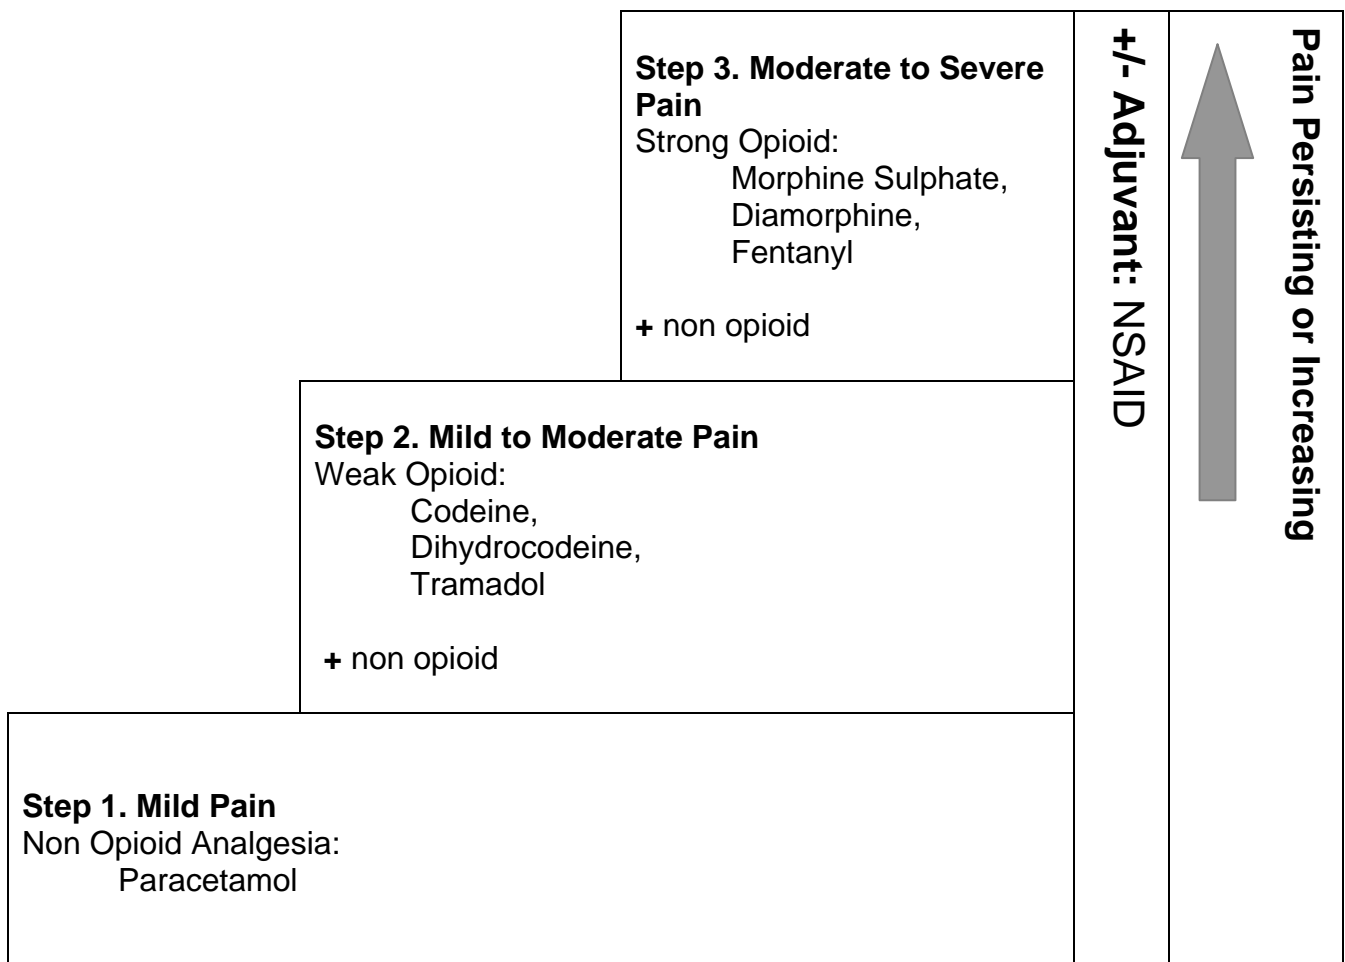 Step 3. Moderate to Severe
Pain
Strong Opioid:
Morphine Sulphate,
Diamorphine,
Fentanyl
+ non opioid
Step 2. Mild to Moderate Pain
Weak Opioid:
Codeine,
Dihydrocodeine,
Tramadol
+ non opioid
Step 1. Mild Pain
Non Opioid Analgesia:
Paracetamol
+/- Adjuvant: NSAID
Pain Persisting or Increasing